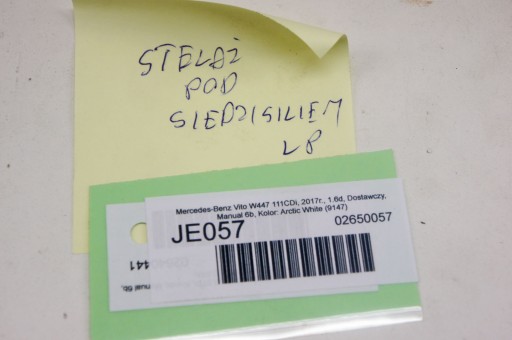 STELAŻ
POD
SIEDZISILIEM
LP
Mercedes-Benz Vito W447 111CDi, 2017r., 1.6d, Dostawczy,
Manual 6b, Kolor: Arctic White (9147)
JE057
02650057